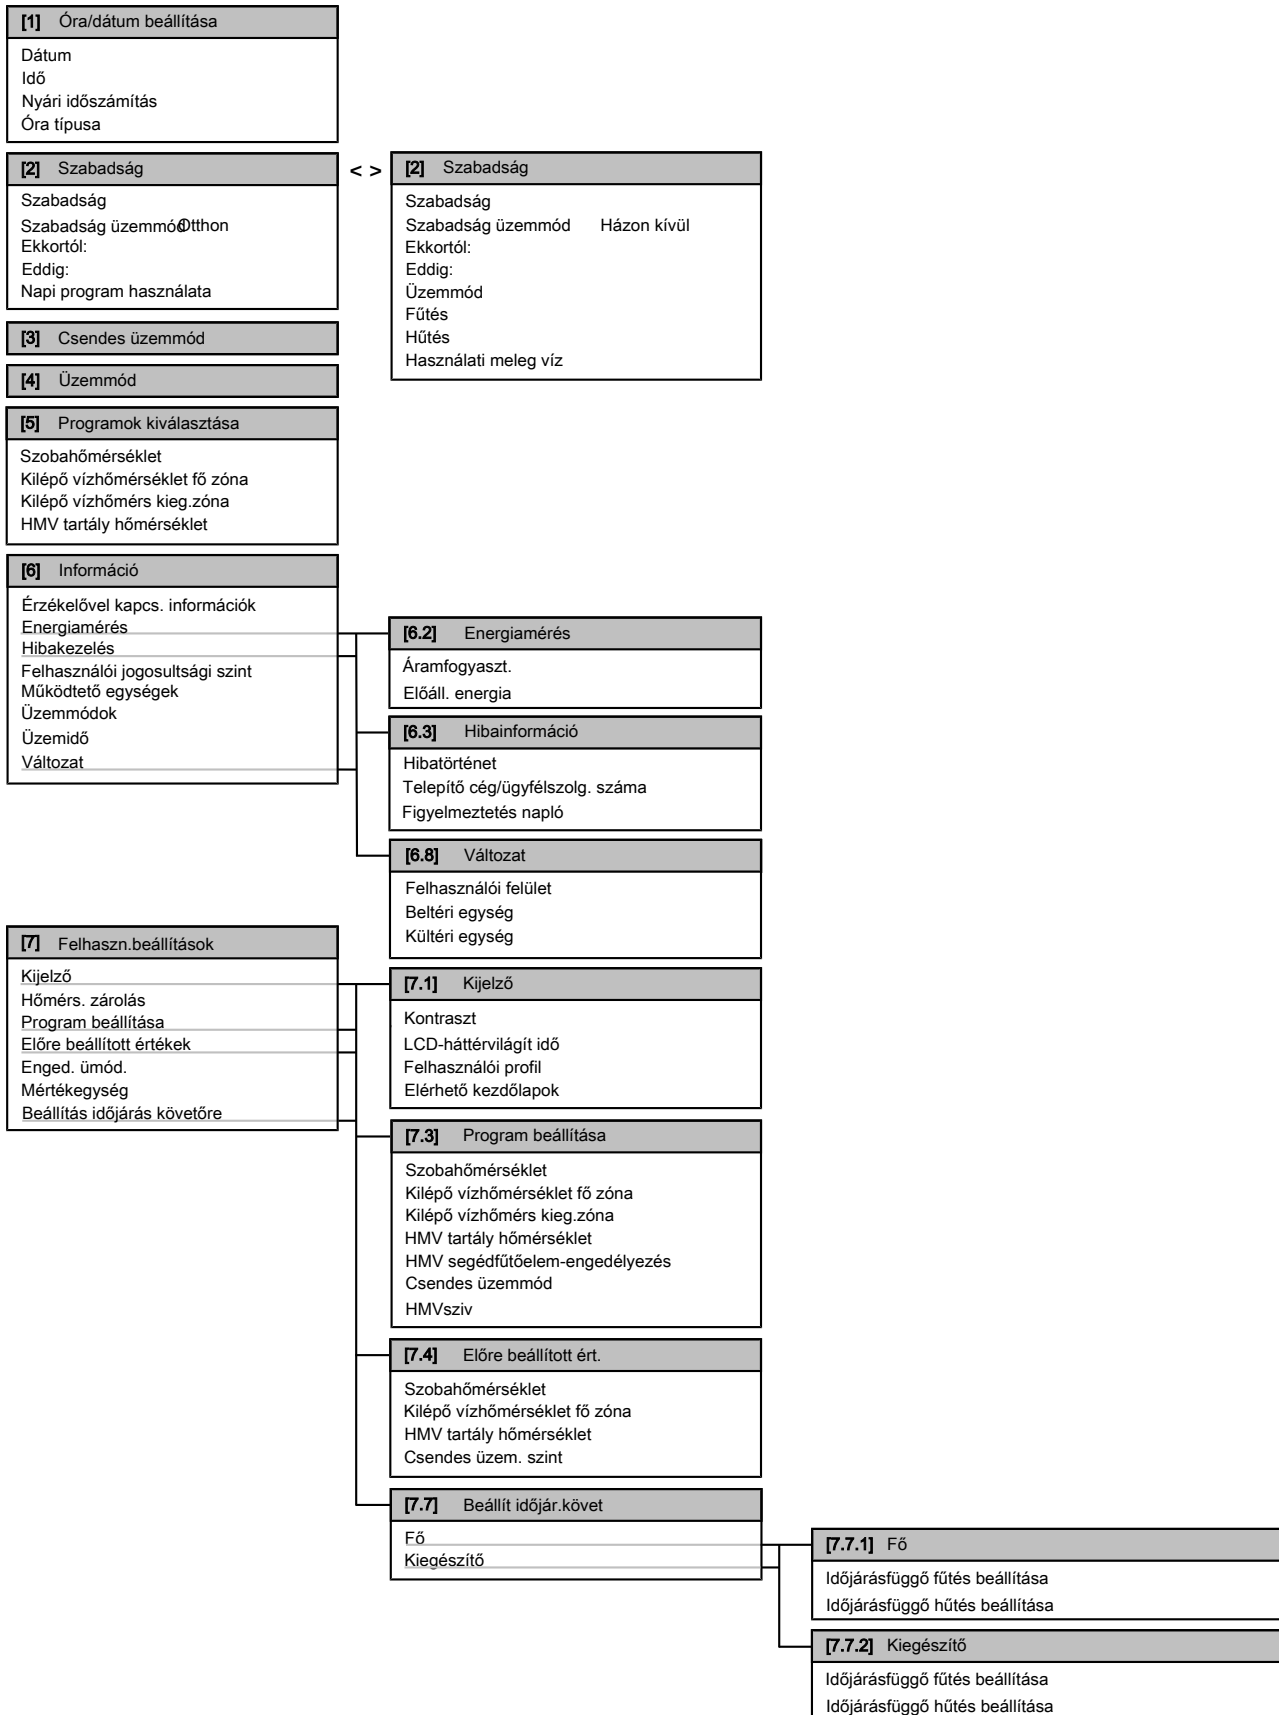 [1] Óra/dátum beállítása
Dátum
Idő
Nyári időszámítás
Óra típusa
[2] Szabadság
Szabadság
Szabadság üzemmód Otthon
Ekkortól:
Eddig:
Napi program használata
< >
[2] Szabadság
Szabadság
Szabadság üzemmód Házon kívül
Ekkortól:
Eddig:
Üzemmód
Fűtés
Hűtés
Használati meleg víz
[3] Csendes üzemmód
[4] Üzemmód
[5] Programok kiválasztása
Szobahőmérséklet
Kilépő vízhőmérséklet fő zóna
Kilépő vízhőmérs kieg.zóna
HMV tartály hőmérséklet
[6] Információ
Érzékelővel kapcs. információk
Energiamérés
Hibakezelés
Felhasználói jogosultsági szint
Működtető egységek
Üzemmódok
Üzemidő
Változat
[6.2] Energiamérés
Áramfogyaszt.
Előáll. energia
[6.3] Hibainformáció
Hibatörténet
Telepítő cég/ügyfélszolg. száma
Figyelmeztetés napló
[6.8] Változat
Felhasználói felület
Beltéri egység
Kültéri egység
[7] Felhaszn.beállítások
Kijelző
Hőmérs. zárolás
Program beállítása
Előre beállított értékek
Enged. ümód.
Mértékegység
Beállítás időjárás követőre
[7.1] Kijelző
Kontraszt
LCD-háttérvilágít idő
Felhasználói profil
Elérhető kezdőlapok
[7.3] Program beállítása
Szobahőmérséklet
Kilépő vízhőmérséklet fő zóna
Kilépő vízhőmérs kieg.zóna
HMV tartály hőmérséklet
HMV segédfűtőelem-engedélyezés
Csendes üzemmód
HMVsziv
[7.4] Előre beállított ért.
Szobahőmérséklet
Kilépő vízhőmérséklet fő zóna
HMV tartály hőmérséklet
Csendes üzem. szint
[7.7] Beállít időjár.követ
Fő
Kiegészítő
[7.7.1] Fő
Időjárásfüggő fűtés beállítása
Időjárásfüggő hűtés beállítása
[7.7.2] Kiegészítő
Időjárásfüggő fűtés beállítása
Időjárásfüggő hűtés beállítása